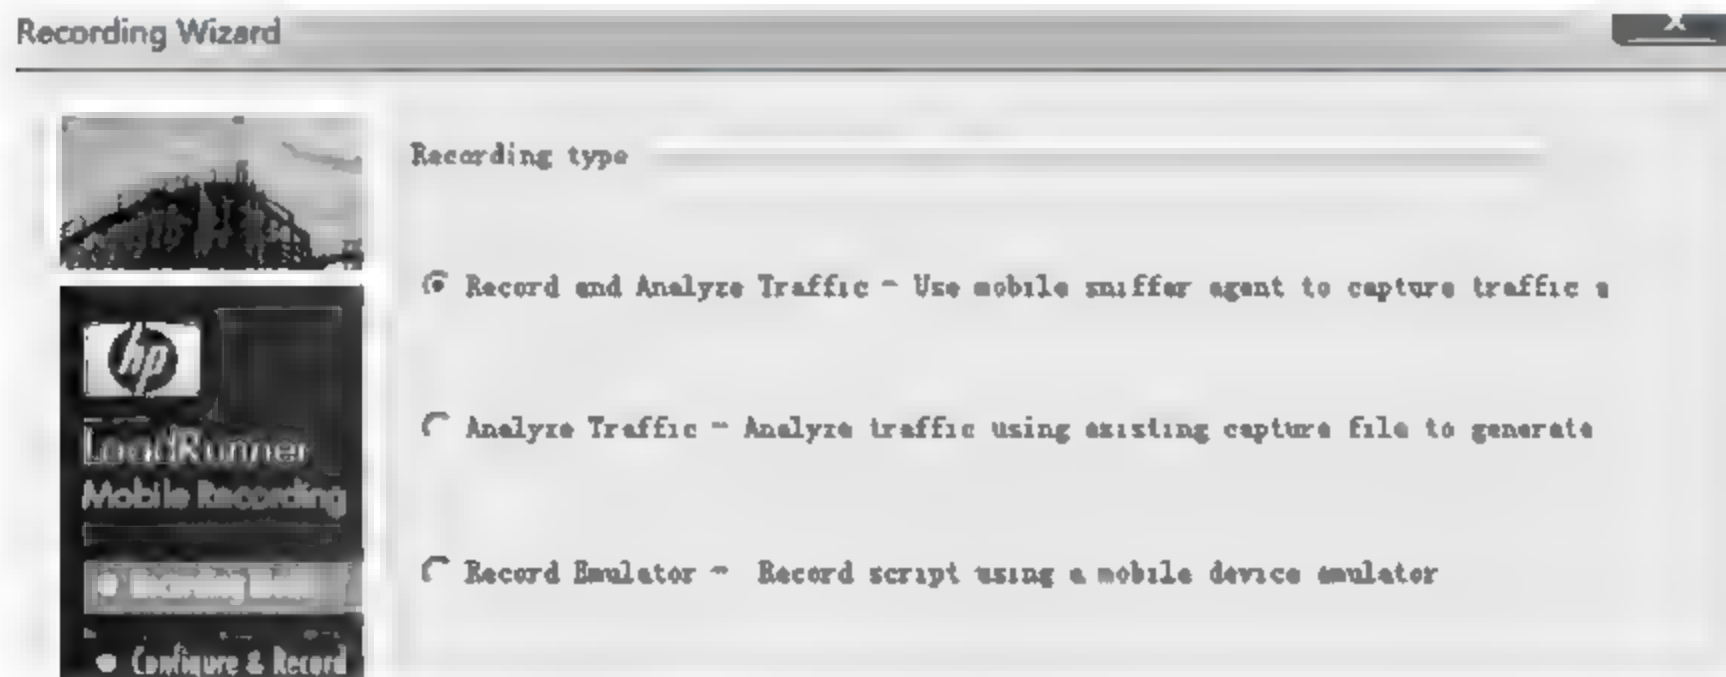 Recording Wizard
X
Recording type
Record and Analyze Traffic - Use mobile sniffer agent to capture traffic a
hp
Analyze Traffic - Analyze traffic using existing capture file to generate
LoadRunner
Mobile Recording
Record Emulator - Record script using a mobile device emulator
Recording
Configure & Record